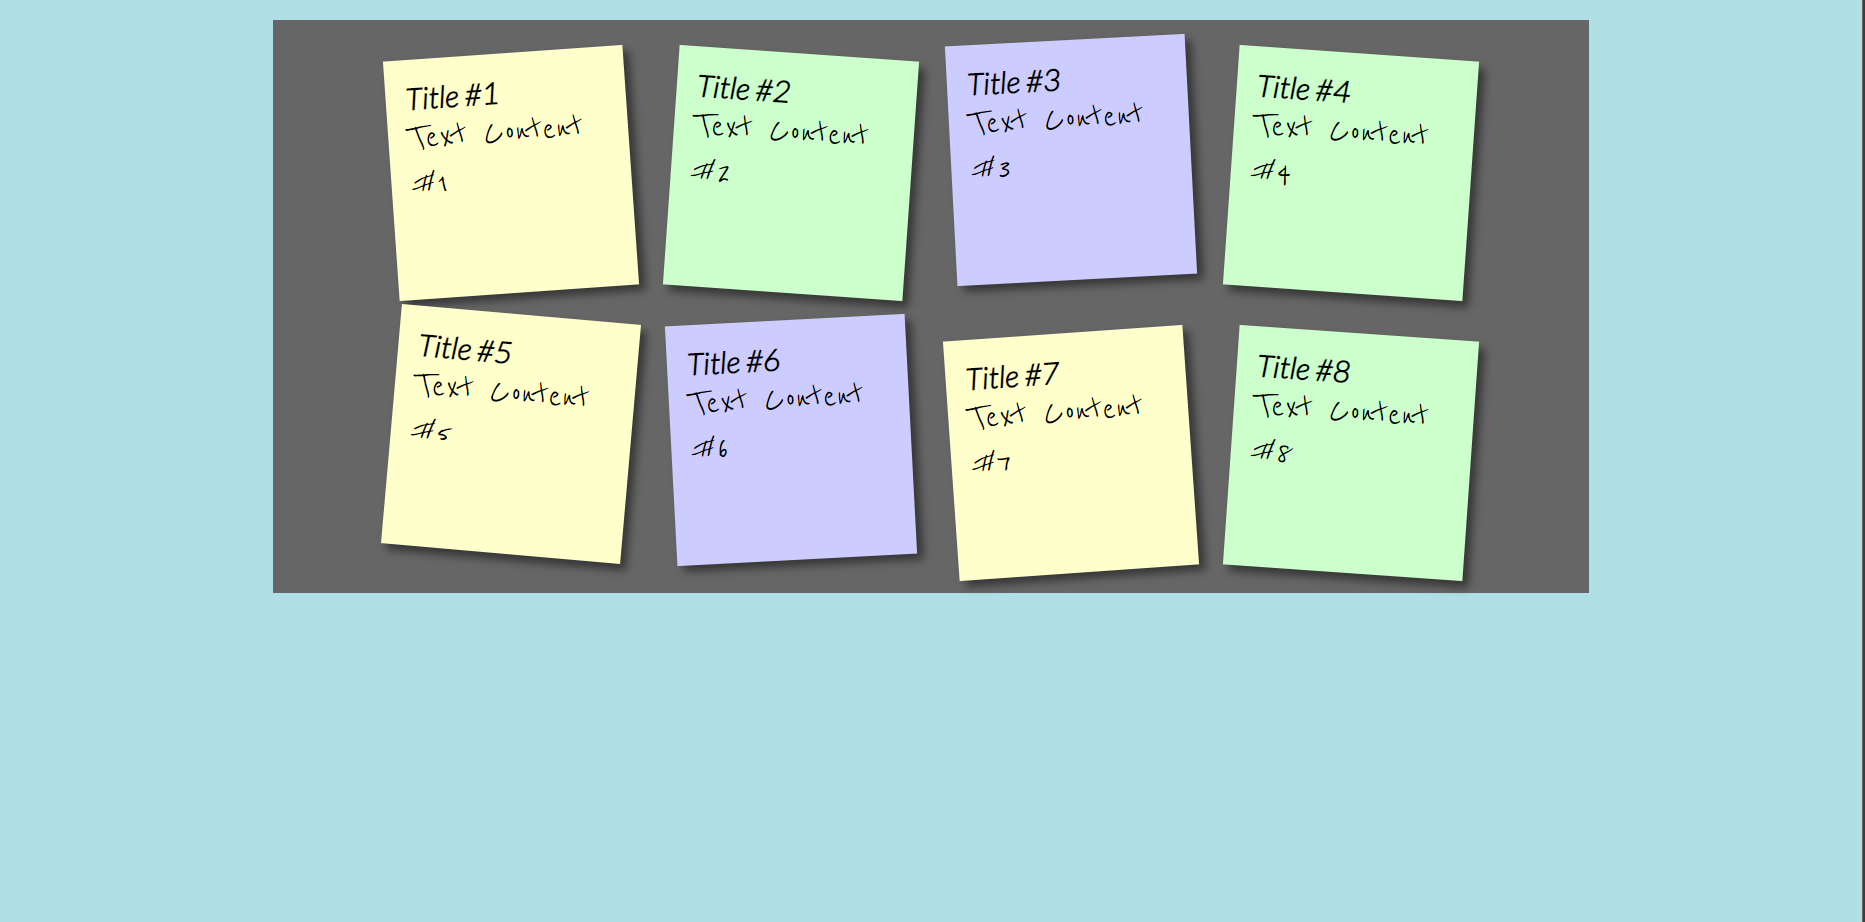 Title #1
Text Content
#1
Title #2
Text Content
#2
Title #3
Text Content
#3
Title #4
Text Content
#4
Title #5
Text Content
#5
Title #6
Text Content
#6
Title #7
Text Content
#7
Title #8
Text Content
#8